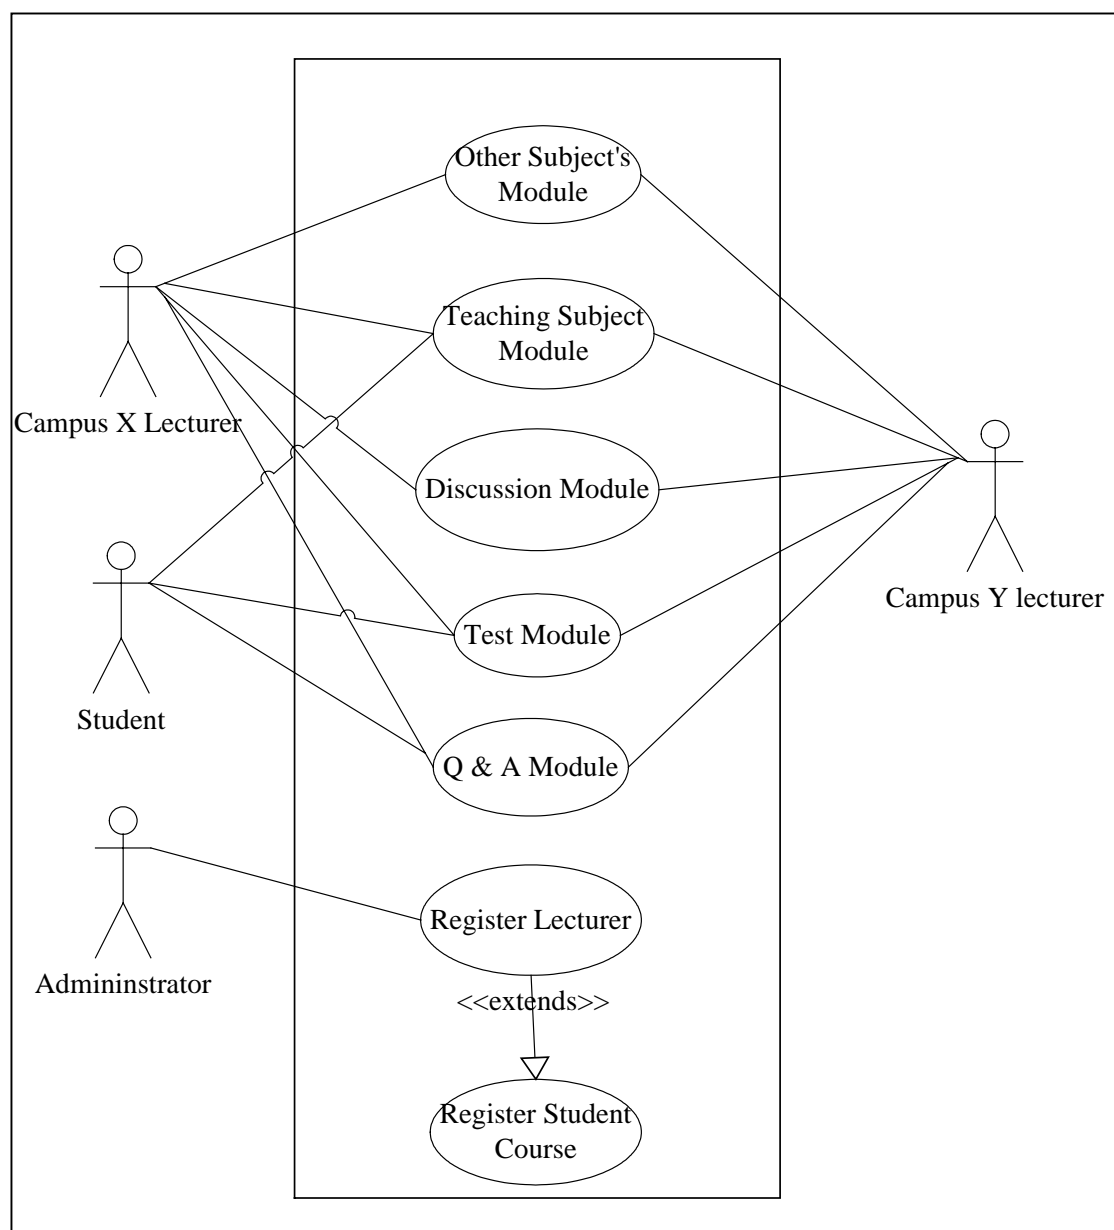 Other Subject's
Module
Teaching Subject
Module
Campus X Lecturer
Discussion Module
Campus Y lecturer
Test Module
Student
Q & A Module
Register Lecturer
Admininstrator
<<extends>>
Register Student
Course